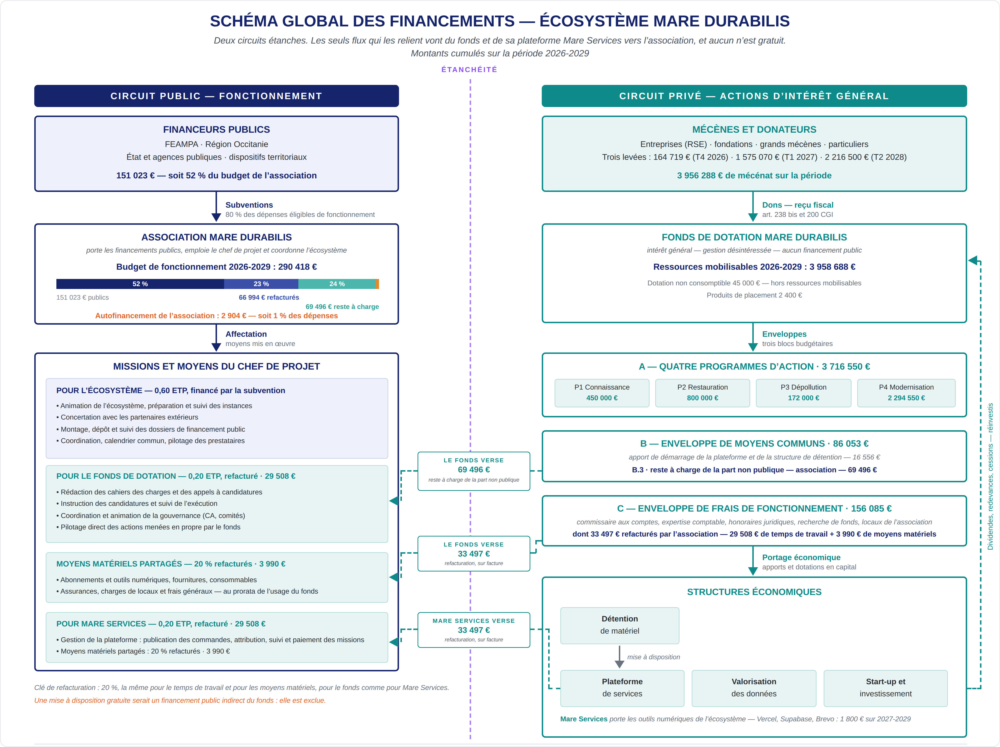 SCHÉMA GLOBAL DES FINANCEMENTS — ÉCOSYSTÈME MARE DURABILIS
Deux circuits étanches. Les seuls flux qui les relient vont du fonds et de sa plateforme Mare Services vers l’association, et aucun n’est gratuit.
Montants cumulés sur la période 2026-2029
ÉTANCHÉITÉ
CIRCUIT PUBLIC — FONCTIONNEMENT
FINANCEURS PUBLICS
FEAMPA · Région Occitanie
État et agences publiques · dispositifs territoriaux
151 023 € — soit 52 % du budget de l’association
Subventions
80 % des dépenses éligibles de fonctionnement
ASSOCIATION MARE DURABILIS
porte les financements publics, emploie le chef de projet et coordonne l’écosystème
Budget de fonctionnement 2026-2029 : 290 418 €
52 % 23 % 24 %
151 023 € publics 66 994 € refacturés
69 496 € reste à charge
Autofinancement de l’association : 2 904 € — soit 1 % des dépenses
Affectation
moyens mis en œuvre
MISSIONS ET MOYENS DU CHEF DE PROJET
POUR L’ÉCOSYSTÈME — 0,60 ETP, financé par la subvention
• Animation de l’écosystème, préparation et suivi des instances
• Concertation avec les partenaires extérieurs
• Montage, dépôt et suivi des dossiers de financement public
• Coordination, calendrier commun, pilotage des prestataires
POUR LE FONDS DE DOTATION — 0,20 ETP, refacturé · 29 508 €
• Rédaction des cahiers des charges et des appels à candidatures
• Instruction des candidatures et suivi de l’exécution
• Coordination et animation de la gouvernance (CA, comités)
• Pilotage direct des actions menées en propre par le fonds
MOYENS MATÉRIELS PARTAGÉS — 20 % refacturés · 3 990 €
• Abonnements et outils numériques, fournitures, consommables
• Assurances, charges de locaux et frais généraux — au prorata de l’usage du fonds
POUR MARE SERVICES — 0,20 ETP, refacturé · 29 508 €
• Gestion de la plateforme : publication des commandes, attribution, suivi et paiement des missions
• Moyens matériels partagés : 20 % refacturés · 3 990 €
Clé de refacturation : 20 %, la même pour le temps de travail et pour les moyens matériels, pour le fonds comme pour Mare Services.
Une mise à disposition gratuite serait un financement public indirect du fonds : elle est exclue.
LE FONDS VERSE
69 496 €
reste à charge de la part non publique
LE FONDS VERSE
33 497 €
refacturation, sur facture
MARE SERVICES VERSE
33 497 €
refacturation, sur facture
CIRCUIT PRIVÉ — ACTIONS D’INTÉRÊT GÉNÉRAL
MÉCÈNES ET DONATEURS
Entreprises (RSE) · fondations · grands mécènes · particuliers
Trois levées : 164 719 € (T4 2026) · 1 575 070 € (T1 2027) · 2 216 500 € (T2 2028)
3 956 288 € de mécénat sur la période
Dons — reçu fiscal
art. 238 bis et 200 CGI
FONDS DE DOTATION MARE DURABILIS
intérêt général — gestion désintéressée — aucun financement public
Ressources mobilisables 2026-2029 : 3 958 688 €
Dotation non consomptible 45 000 € — hors ressources mobilisables
Produits de placement 2 400 €
Enveloppes
trois blocs budgétaires
A — QUATRE PROGRAMMES D’ACTION · 3 716 550 €
P1 Connaissance
450 000 €
P2 Restauration
800 000 €
P3 Dépollution
172 000 €
P4 Modernisation
2 294 550 €
B — ENVELOPPE DE MOYENS COMMUNS · 86 053 €
apport de démarrage de la plateforme et de la structure de détention — 16 556 €
B.3 · reste à charge de la part non publique — association — 69 496 €
C — ENVELOPPE DE FRAIS DE FONCTIONNEMENT · 156 085 €
commissaire aux comptes, expertise comptable, honoraires juridiques, recherche de fonds, locaux de l’association
dont 33 497 € refacturés par l’association — 29 508 € de temps de travail + 3 990 € de moyens matériels
Portage économique
apports et dotations en capital
STRUCTURES ÉCONOMIQUES
Détention
de matériel
mise à disposition
Plateforme
de services
Valorisation
des données
Start-up et
investissement
Mare Services porte les outils numériques de l’écosystème — Vercel, Supabase, Brevo : 1 800 € sur 2027-2029
Dividendes, redevances, cessions — réinvestis